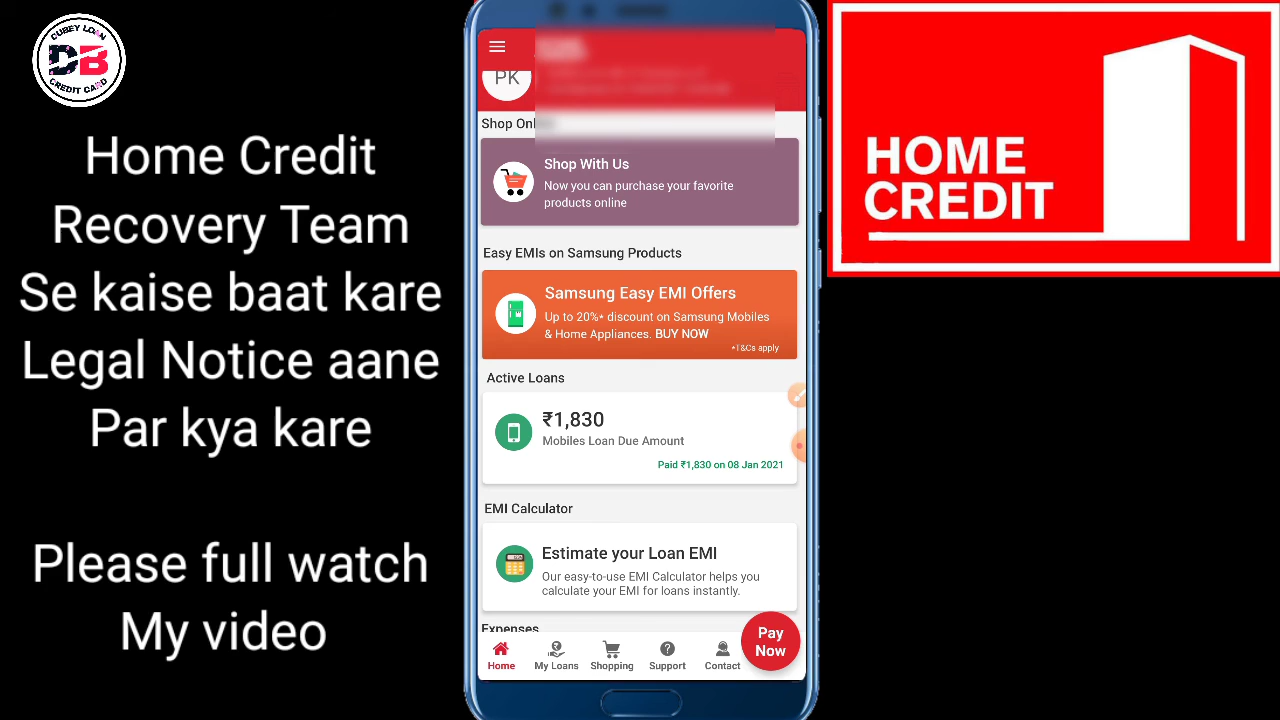 CUBEY LOAN
DB
CREDIT CARD
Home Credit
Recovery Team
Se kaise baat kare
Legal Notice aane
Par kya kare
Please full watch
My video
PK
Shop
Shop With Us
Now you can purchase your favorite
products online
Easy EMIs on Samsung Products
Samsung Easy EMI Offers
Up to 20%* discount on Samsung Mobiles
& Home Appliances. BUY NOW
*T&Cs apply
Active Loans
₹1,830
Mobiles Loan Due Amount
Paid ₹1,830 on 08 Jan 2021
EMI Calculator
Estimate your Loan EMI
Our easy-to-use EMI Calculator helps you
calculate your EMI for loans instantly.
Expenses
Home
My Loans
Shopping
Support
Contact
Pay
Now
HOME
CREDIT